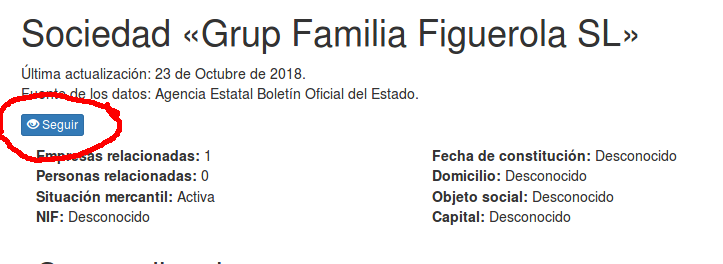 Sociedad «Grup Familia Figuerola SL»
Última actualización: 23 de Octubre de 2018.
Fuente de los datos: Agencia Estatal Boletín Oficial del Estado.
Seguir
Empresas relacionadas: 1
Personas relacionadas: 0
Situación mercantil: Activa
NIF: Desconocido
Fecha de constitución: Desconocido
Domicilio: Desconocido
Objeto social: Desconocido
Capital: Desconocido